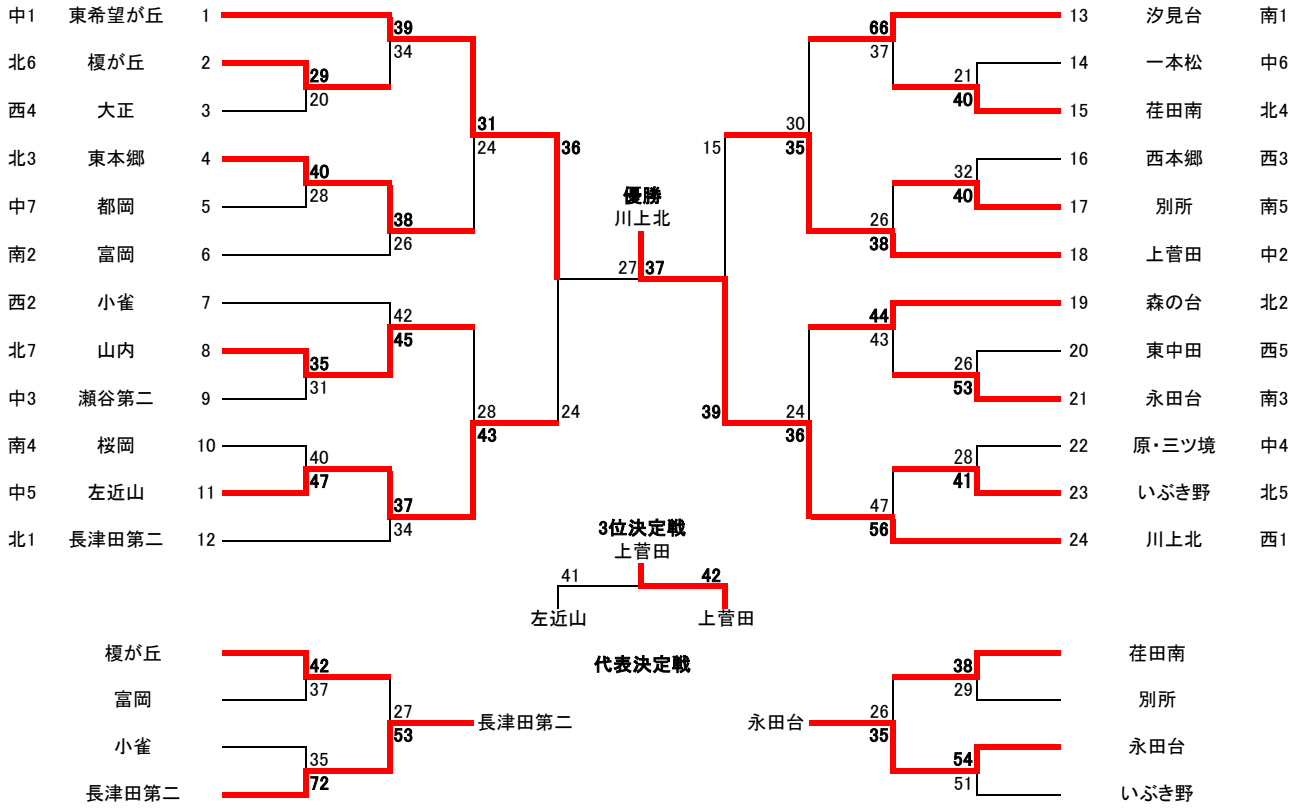 中1 東希望が丘 1 39 66 13 汐見台 南1
34 37
北6 榎が丘 2 29 21 14 一本松 中6
西4 大正 3 20 40 15 荏田南 北4
31 36 15 30
24 35
北3 東本郷 4 40 32 16 西本郷 西3
中7 都岡 5 28 40 17 別所 南5
優勝
川上北
38 26
南2 富岡 6 26 38 18 上菅田 中2
27 37
西2 小雀 7 42 44 19 森の台 北2
45 43
北7 山内 8 35 26 20 東中田 西5
中3 瀬谷第二 9 31 53 21 永田台 南3
28 24 39 24
43 36
南4 桜岡 10 40 28 22 原・三ツ境 中4
中5 左近山 11 47 41 23 いぶき野 北5
37 47
北1 長津田第二 12 34 56 24 川上北 西1
3位決定戦
上菅田
41 42
左近山 上菅田
代表決定戦
榎が丘 42 38 荏田南
富岡 37 29 別所
27 長津田第二 永田台 26
53 35
小雀 35 54 永田台
長津田第二 72 51 いぶき野